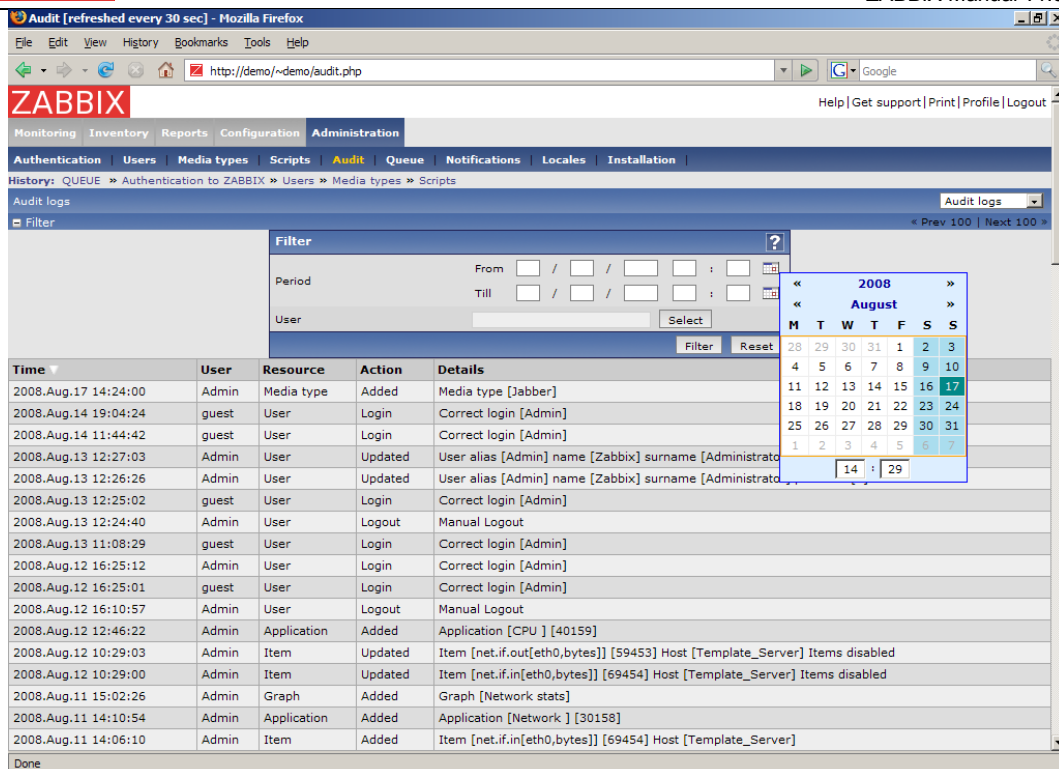 ZABBIX Manual
Audit [refreshed every 30 sec] - Mozilla Firefox
File Edit View History Bookmarks Tools Help
http://demo/~demo/audit.php
G Google
ZABBIX
Help | Get support | Print | Profile | Logout
Monitoring Inventory Reports Configuration Administration
Authentication | Users | Media types | Scripts | Audit | Queue | Notifications | Locales | Installation |
History: QUEUE » Authentication to ZABBIX » Users » Media types » Scripts
Audit logs Audit logs
Filter « Prev 100 | Next 100 »
Filter ?
Period
From / / :
Till / / :
User Select
Filter Reset
« 2008 »
« August »
M T W T F S S
28 29 30 31 1 2 3
4 5 6 7 8 9 10
11 12 13 14 15 16 17
18 19 20 21 22 23 24
25 26 27 28 29 30 31
1 2 3 4 5 6 7
14 : 29
Time User Resource Action Details
2008.Aug.17 14:24:00 Admin Media type Added Media type [Jabber]
2008.Aug.14 19:04:24 guest User Login Correct login [Admin]
2008.Aug.14 11:44:42 guest User Login Correct login [Admin]
2008.Aug.13 12:27:03 Admin User Updated User alias [Admin] name [Zabbix] surname
2008.Aug.13 12:26:26 Admin User Updated User alias [Admin] name [Zabbix] surname
2008.Aug.13 12:25:02 guest User Login Correct login [Admin]
2008.Aug.13 12:24:40 Admin User Logout Manual Logout
2008.Aug.13 11:08:29 guest User Login Correct login [Admin]
2008.Aug.12 16:25:12 Admin User Login Correct login [Admin]
2008.Aug.12 16:25:01 guest User Login Correct login [Admin]
2008.Aug.12 16:10:57 Admin User Logout Manual Logout
2008.Aug.12 12:46:22 Admin Application Added Application [CPU ] [40159]
2008.Aug.12 10:29:03 Admin Item Updated Item [net.if.out[eth0,bytes]] [59453] Host [Template_Server] Items disabled
2008.Aug.12 10:29:00 Admin Item Updated Item [net.if.in[eth0,bytes]] [69454] Host [Template_Server] Items disabled
2008.Aug.11 15:02:26 Admin Graph Added Graph [Network stats]
2008.Aug.11 14:10:54 Admin Application Added Application [Network ] [30158]
2008.Aug.11 14:06:10 Admin Item Added Item [net.if.in[eth0,bytes]] [69454] Host [Template_Server]
Done